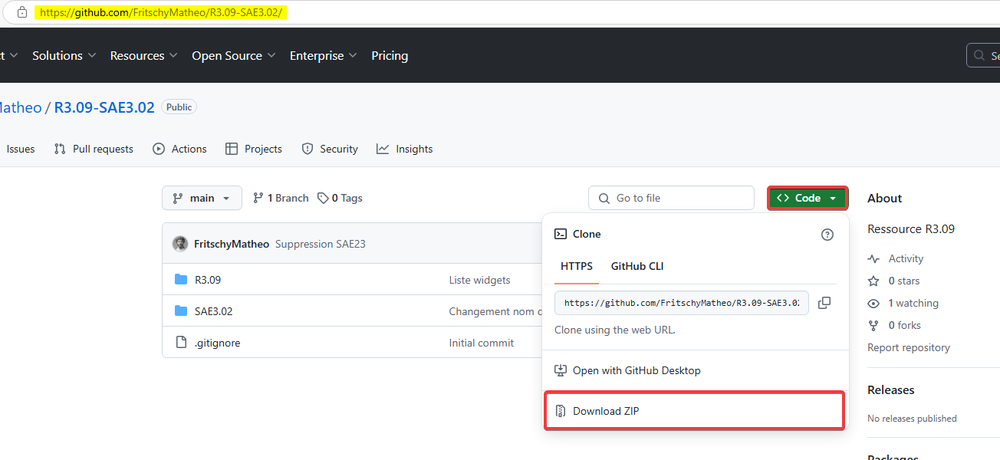 https://github.com/FritschyMatheo/R3.09-SAE3.02/
Solutions Resources Open Source Enterprise Pricing
/ R3.09-SAE3.02 Public
Issues Pull requests Actions Projects Security Insights
main 1 Branch 0 Tags Go to file Code About
Clone
Ressource R3.09
FritschyMatheo Suppression SAE23
HTTPS GitHub CLI
Activity
R3.09 Liste widgets
0 stars
https://github.com/FritschyMatheo/R3.09-SAE3.02
1 watching
SAE3.02 Changement nom
0 forks
Clone using the web URL.
.gitignore Initial commit
Report repository
Open with GitHub Desktop
Releases
Download ZIP
No releases published
Packages